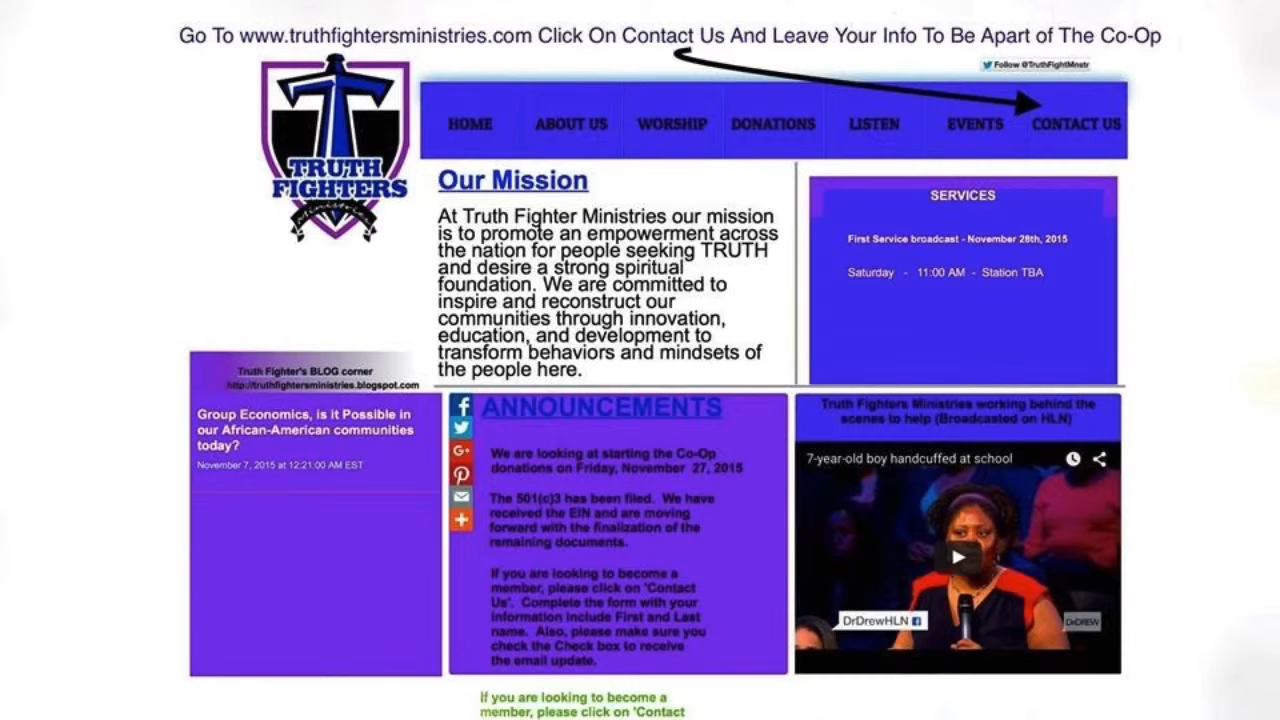 Go To www.truthfightersministries.com Click On Contact Us And Leave Your Info To Be Apart of The Co-Op
Follow @TruthFightMnstr
HOME ABOUT US WORSHIP DONATIONS LISTEN EVENTS CONTACT US
TRUTH
FIGHTERS
Ministries
Our Mission
At Truth Fighter Ministries our mission
is to promote an empowerment across
the nation for people seeking TRUTH
and desire a strong spiritual
foundation. We are committed to
inspire and reconstruct our
communities through innovation,
education, and development to
transform behaviors and mindsets of
the people here.
SERVICES
First Service broadcast - November 28th, 2015
Saturday - 11:00 AM - Station TBA
Truth Fighter's BLOG corner
http://truthfightersministries.blogspot.com
Group Economics, is it Possible in
our African-American communities
today?
November 7, 2015 at 12:21:00 AM EST
ANNOUNCEMENTS
We are looking at starting the Co-Op
donations on Friday, November 27, 2015
The 501(c)3 has been filed. We have
received the EIN and are moving
forward with the finalization of the
remaining documents.
If you are looking to become a
member, please click on 'Contact
Us'. Complete the form with your
information include First and Last
name. Also, please make sure you
check the Check box to receive
the email update.
If you are looking to become a
member, please click on 'Contact
Truth Fighters Ministries working behind the
scenes to help (Broadcasted on HLN)
7-year-old boy handcuffed at school
DrDrewHLN
DrDREW